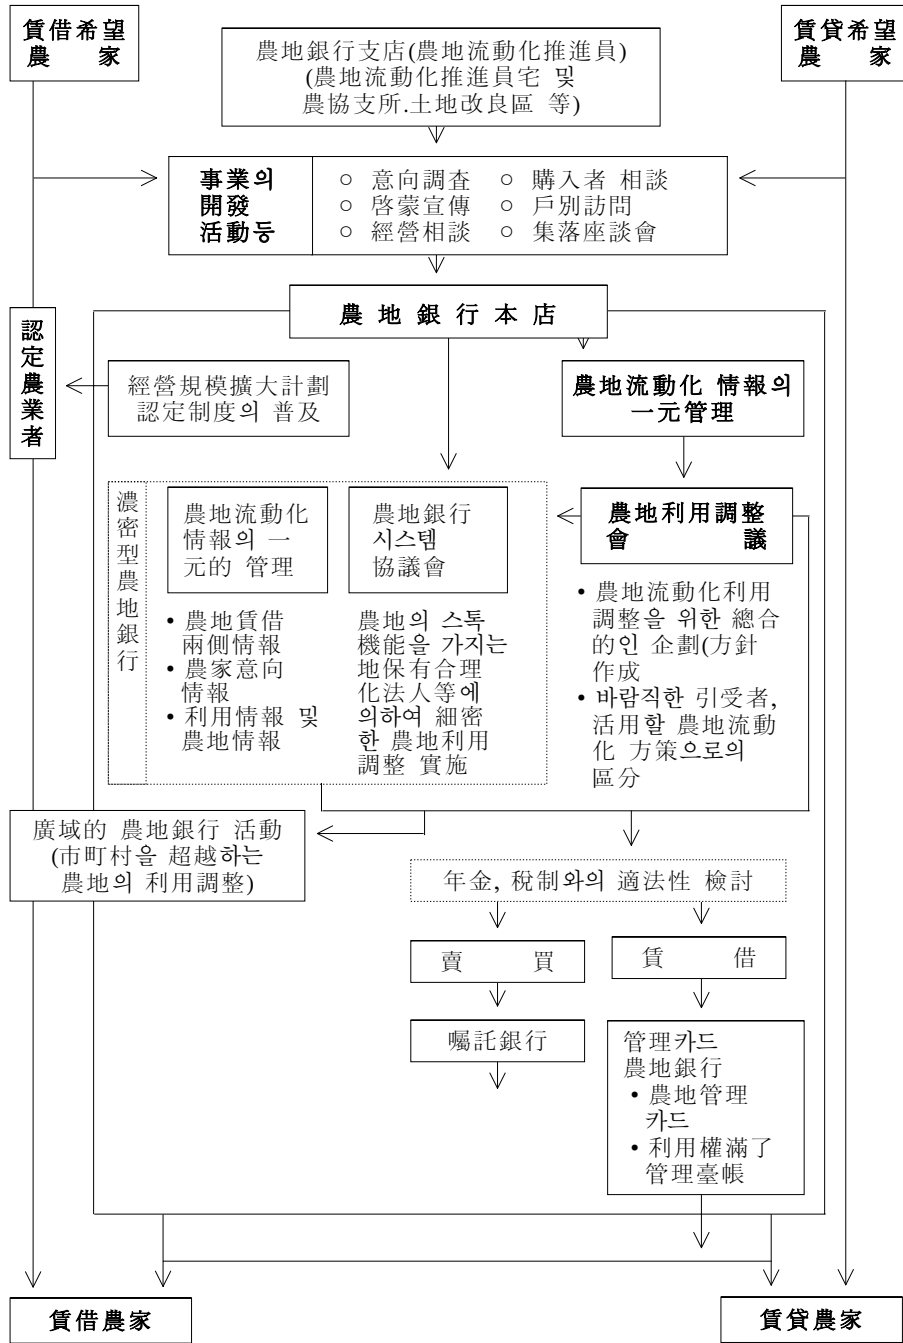 賃借希望
農 家
農地銀行支店(農地流動化推進員)
(農地流動化推進員宅 및
農協支所.土地改良區 等)
賃貸希望
農 家
事業의
開發
活動등
○ 意向調査 ○ 購入者 相談
○ 啓蒙宣傳 ○ 戶別訪問
○ 經營相談 ○ 集落座談會
農 地 銀 行 本 店
認定農業者
經營規模擴大計劃
認定制度의 普及
農地流動化 情報의
一元管理
濃密型農地銀行
農地流動化
情報의 一
元的 管理
農地銀行
시스템
協議會
農地利用調整
會 議
• 農地賃借
兩側情報
• 農家意向
情報
• 利用情報 및
農地情報
農地의 스톡
機能을 가지는
地保有合理
化法人等에
의하여 細密
한 農地利用
調整 實施
• 農地流動化利用
調整을 위한 總合
的인 企劃(方針
作成
• 바람직한 引受者,
活用할 農地流動
化 方策으로의
區分
廣域的 農地銀行 活動
(市町村을 超越하는
農地의 利用調整)
年金, 稅制와의 適法性 檢討
賣 買
賃 借
囑託銀行
管理카드
農地銀行
• 農地管理
카드
• 利用權滿了
管理臺帳
賃借農家
賃貸農家